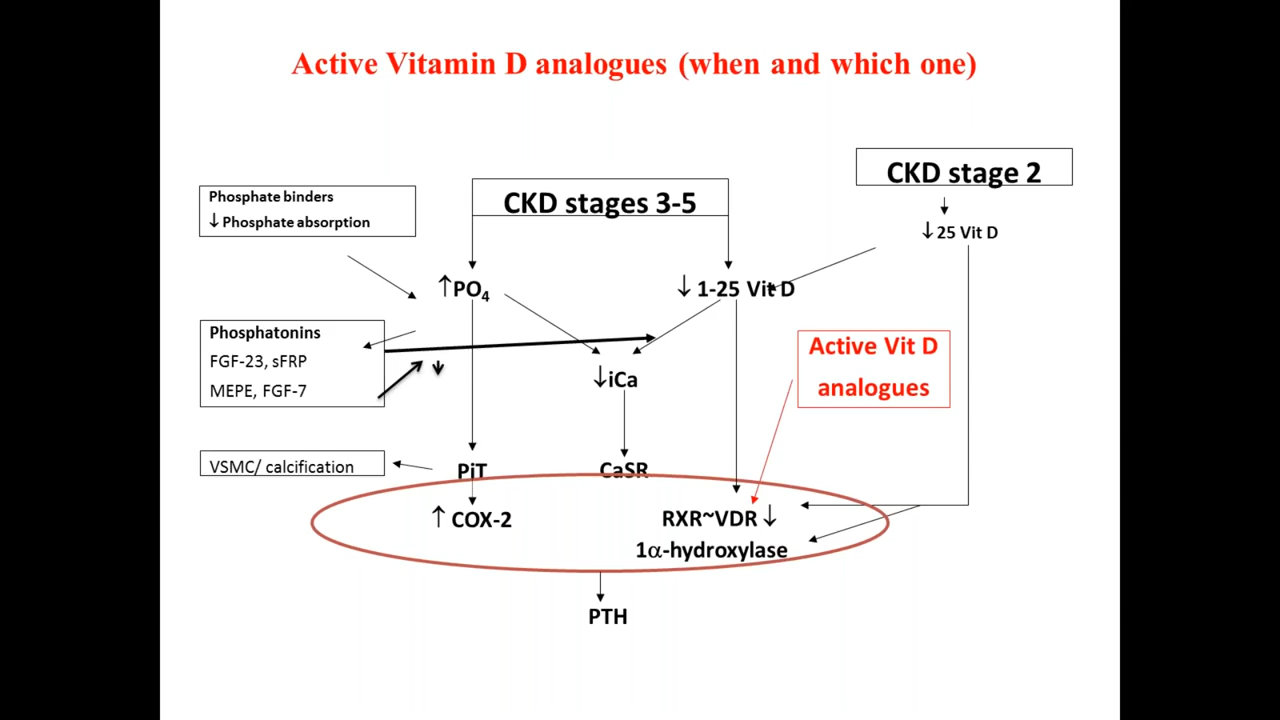 Active Vitamin D analogues (when and which one)
CKD stage 2
Phosphate binders
↓ Phosphate absorption
CKD stages 3-5
↓ 25 Vit D
↑PO₄
↓ 1-25 Vit D
Phosphatonins
FGF-23, sFRP
MEPE, FGF-7
Active Vit D
analogues
↓iCa
VSMC/ calcification
PiT
CaSR
↑ COX-2
RXR~VDR ↓
1α-hydroxylase
PTH